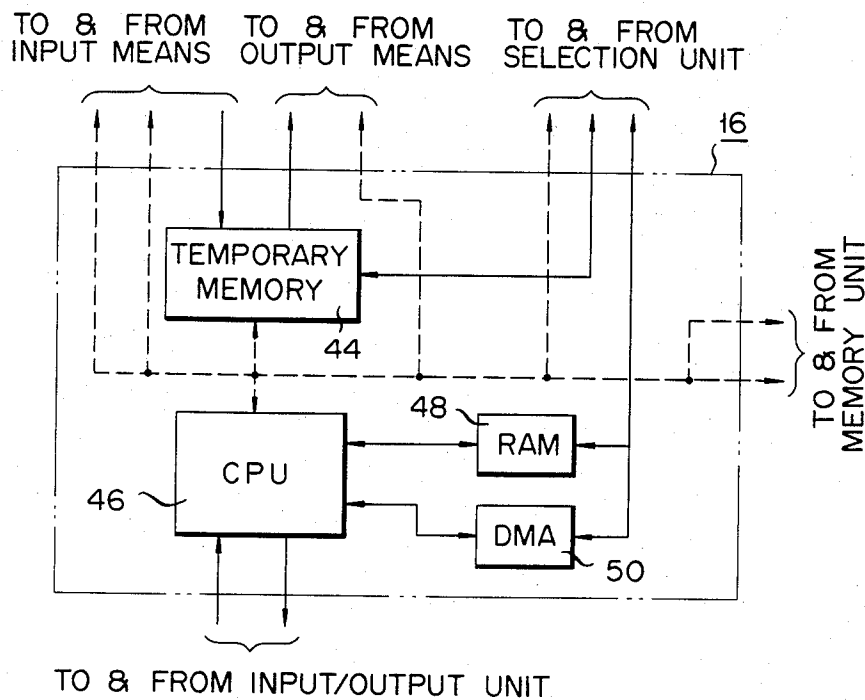 TO & FROM
INPUT MEANS
TO & FROM
OUTPUT MEANS
TO & FROM
SELECTION UNIT
16
TEMPORARY
MEMORY
44
TO & FROM
MEMORY UNIT
48
RAM
CPU
46
DMA
50
TO & FROM INPUT/OUTPUT UNIT